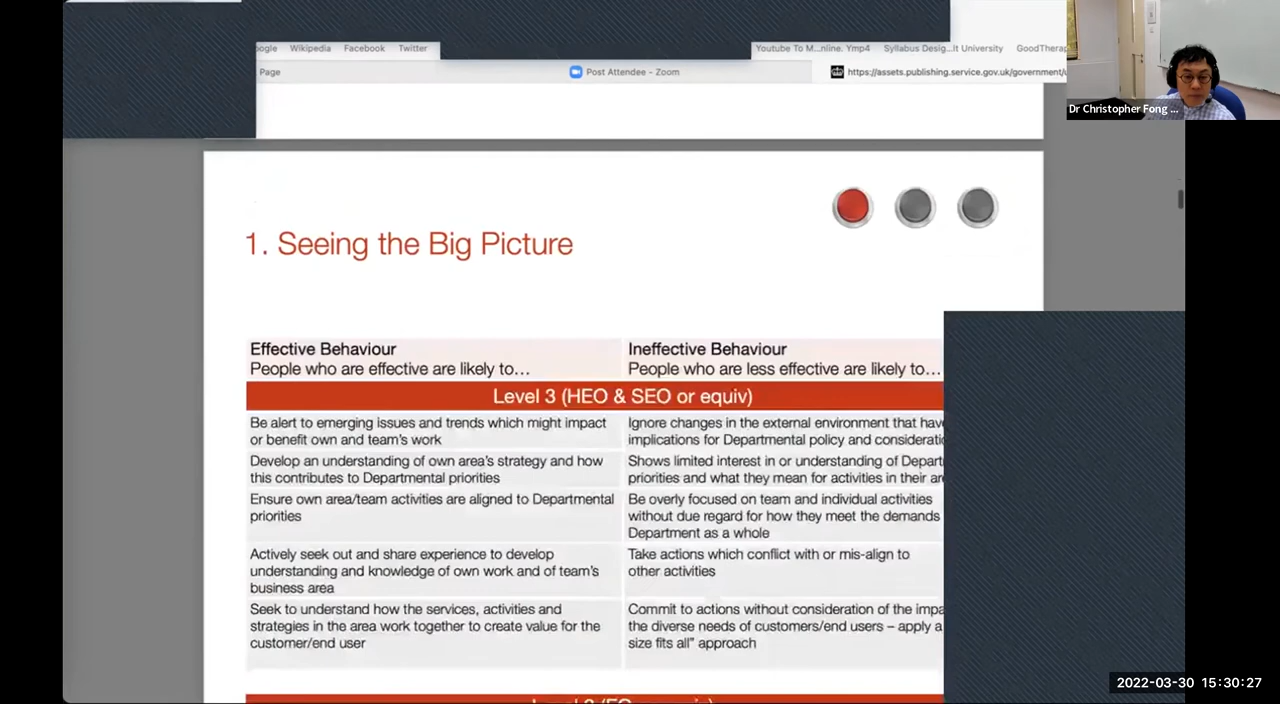 ogle Wikipedia Facebook Twitter
Youtube To M...nline. Ymp4 Syllabus Desig...lt University GoodTherap
Page
Post Attendee - Zoom
https://assets.publishing.service.gov.uk/government/u
Dr Christopher Fong ...
1. Seeing the Big Picture
Effective Behaviour
People who are effective are likely to…
Ineffective Behaviour
People who are less effective are likely to…
Level 3 (HEO & SEO or equiv)
Be alert to emerging issues and trends which might impact
or benefit own and team's work
Ignore changes in the external environment that have
implications for Departmental policy and consideratio
Develop an understanding of own area's strategy and how
this contributes to Departmental priorities
Shows limited interest in or understanding of Depart
priorities and what they mean for activities in their are
Ensure own area/team activities are aligned to Departmental
priorities
Be overly focused on team and individual activities
without due regard for how they meet the demands
Department as a whole
Actively seek out and share experience to develop
understanding and knowledge of own work and of team's
business area
Take actions which conflict with or mis-align to
other activities
Seek to understand how the services, activities and
strategies in the area work together to create value for the
customer/end user
Commit to actions without consideration of the impa
the diverse needs of customers/end users – apply a
size fits all" approach
2022-03-30 15:30:27